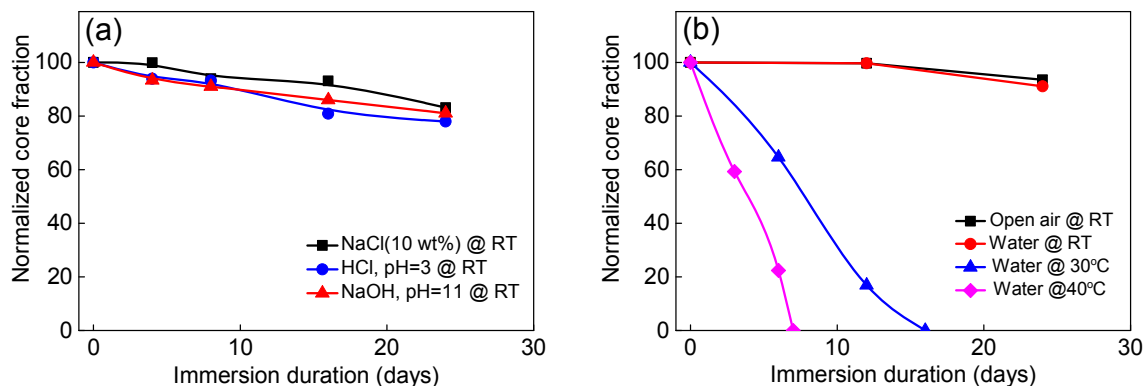 (a)
Normalized core fraction
100
80
60
40
20
0
NaCl(10 wt%) @ RT
HCl, pH=3 @ RT
NaOH, pH=11 @ RT
0 10 20 30
Immersion duration (days)
(b)
Normalized core fraction
100
80
60
40
20
0
Open air @ RT
Water @ RT
Water @ 30°C
Water @40°C
0 10 20 30
Immersion duration (days)